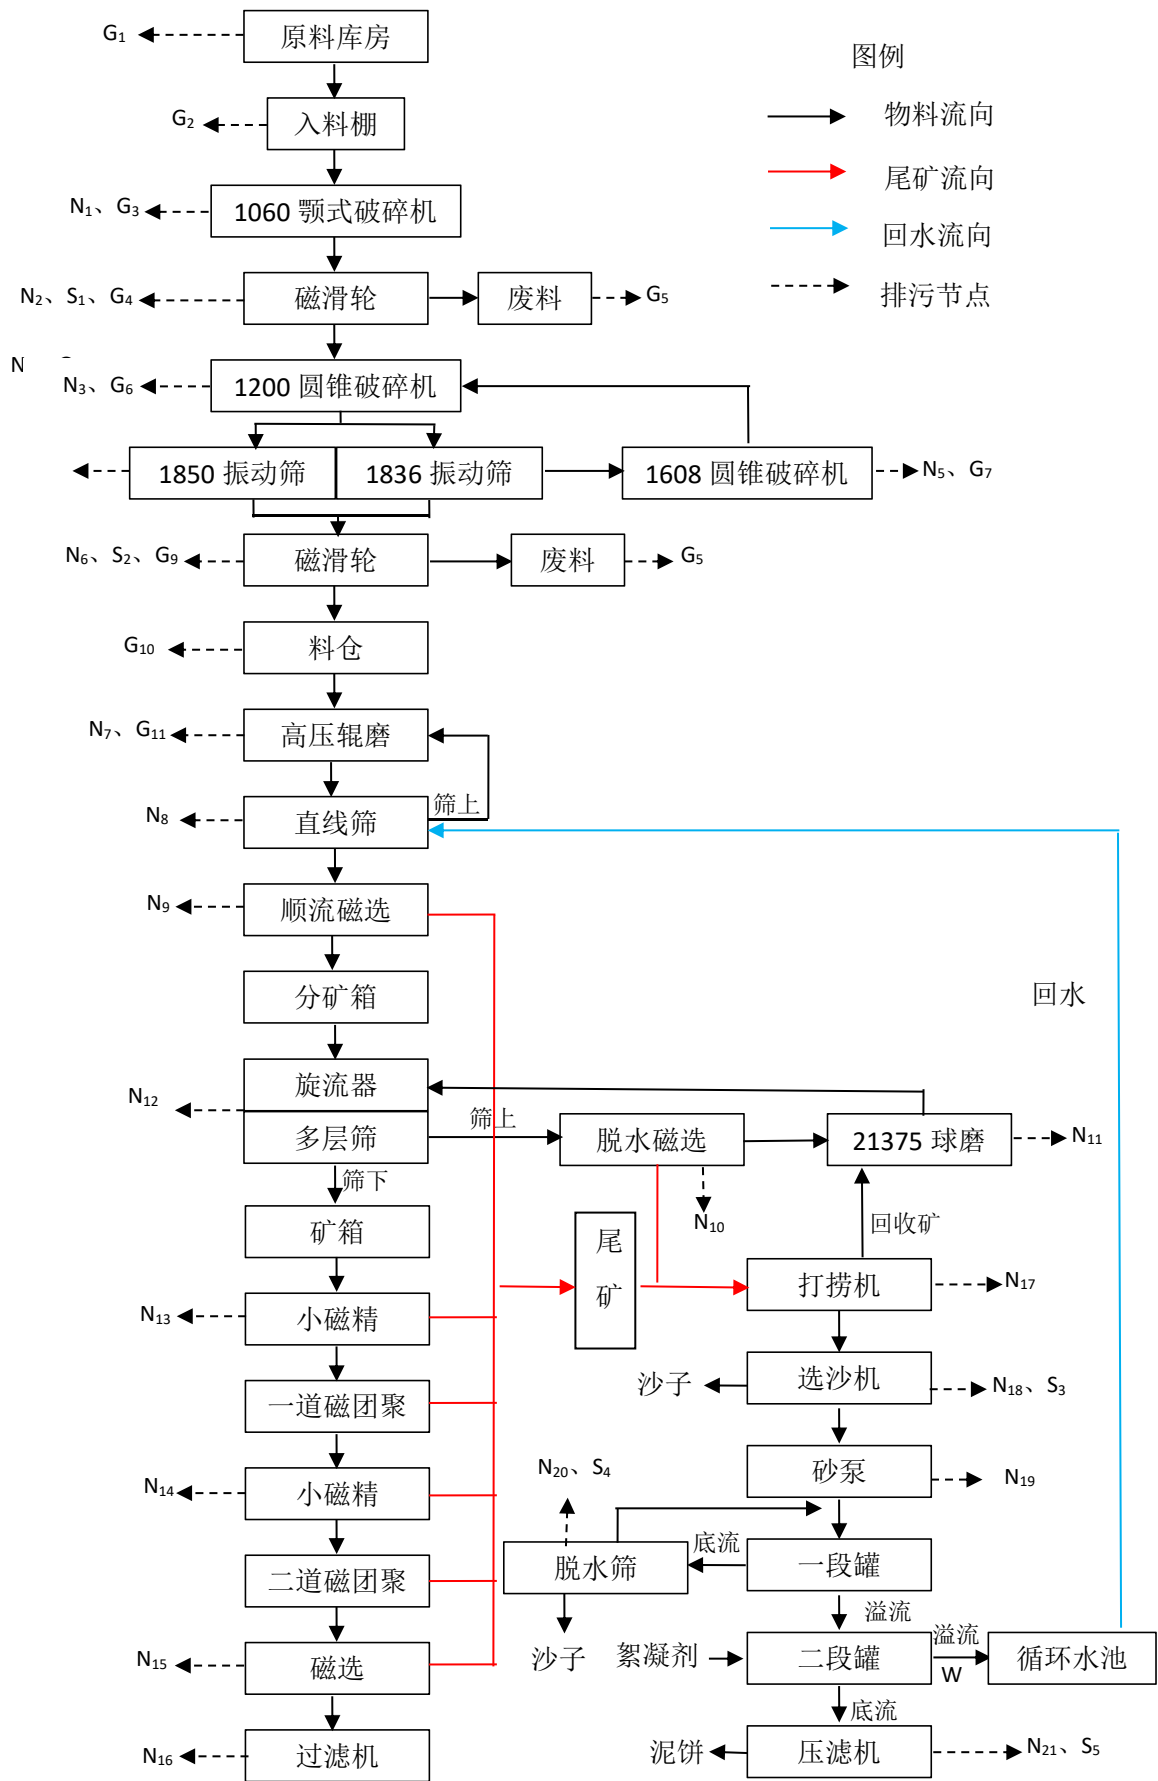 G₁
原料库房
图例
G₂
入料棚
物料流向
尾矿流向
N₁、G₃
1060 颚式破碎机
回水流向
N₂、S₁、G₄
磁滑轮
废料
G₅
排污节点
N
N₃、G₆
1200 圆锥破碎机
1850 振动筛
1836 振动筛
1608 圆锥破碎机
N₅、G₇
N₆、S₂、G₉
磁滑轮
废料
G₅
G₁₀
料仓
N₇、G₁₁
高压辊磨
筛上
N₈
直线筛
N₉
顺流磁选
分矿箱
回水
旋流器
N₁₂
多层筛
筛上
脱水磁选
21375 球磨
N₁₁
筛下
N₁₀
回收矿
矿箱
尾矿
打捞机
N₁₇
N₁₃
小磁精
沙子
选沙机
N₁₈、S₃
一道磁团聚
N₂₀、S₄
砂泵
N₁₉
N₁₄
小磁精
底流
脱水筛
一段罐
二道磁团聚
溢流
沙子
絮凝剂
二段罐
溢流
W
循环水池
N₁₅
磁选
底流
N₁₆
过滤机
泥饼
压滤机
N₂₁、S₅